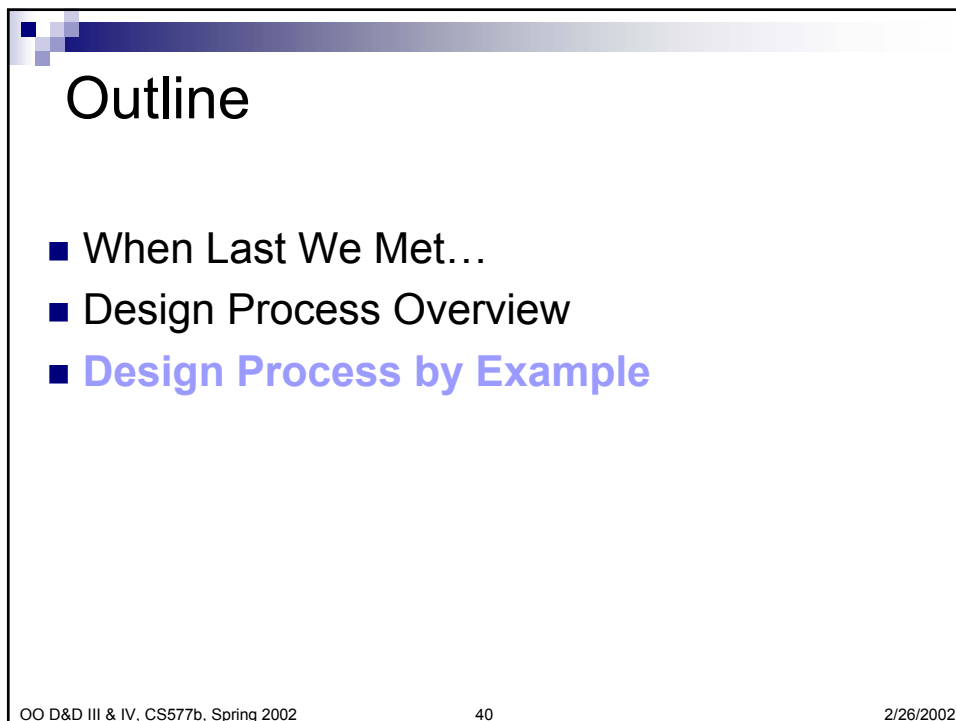 Outline
When Last We Met…
Design Process Overview
Design Process by Example
OO D&D III & IV, CS577b, Spring 2002 40 2/26/2002